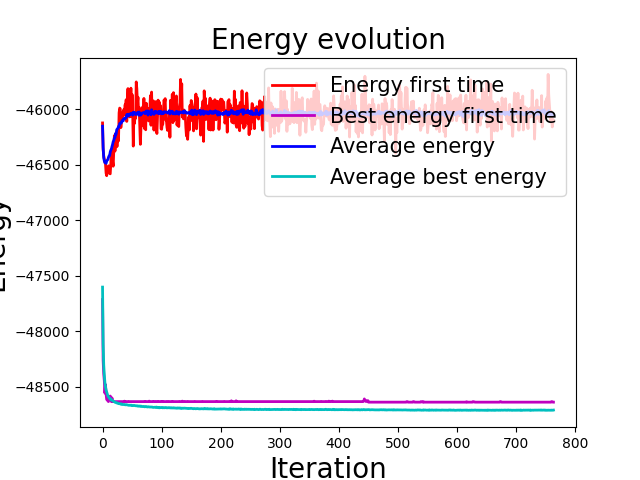 Energy evolution
Energy first time
Best energy first time
Average energy
Average best energy
Energy
−46000
−46500
−47000
−47500
−48000
−48500
0 100 200 300 400 500 600 700 800
Iteration